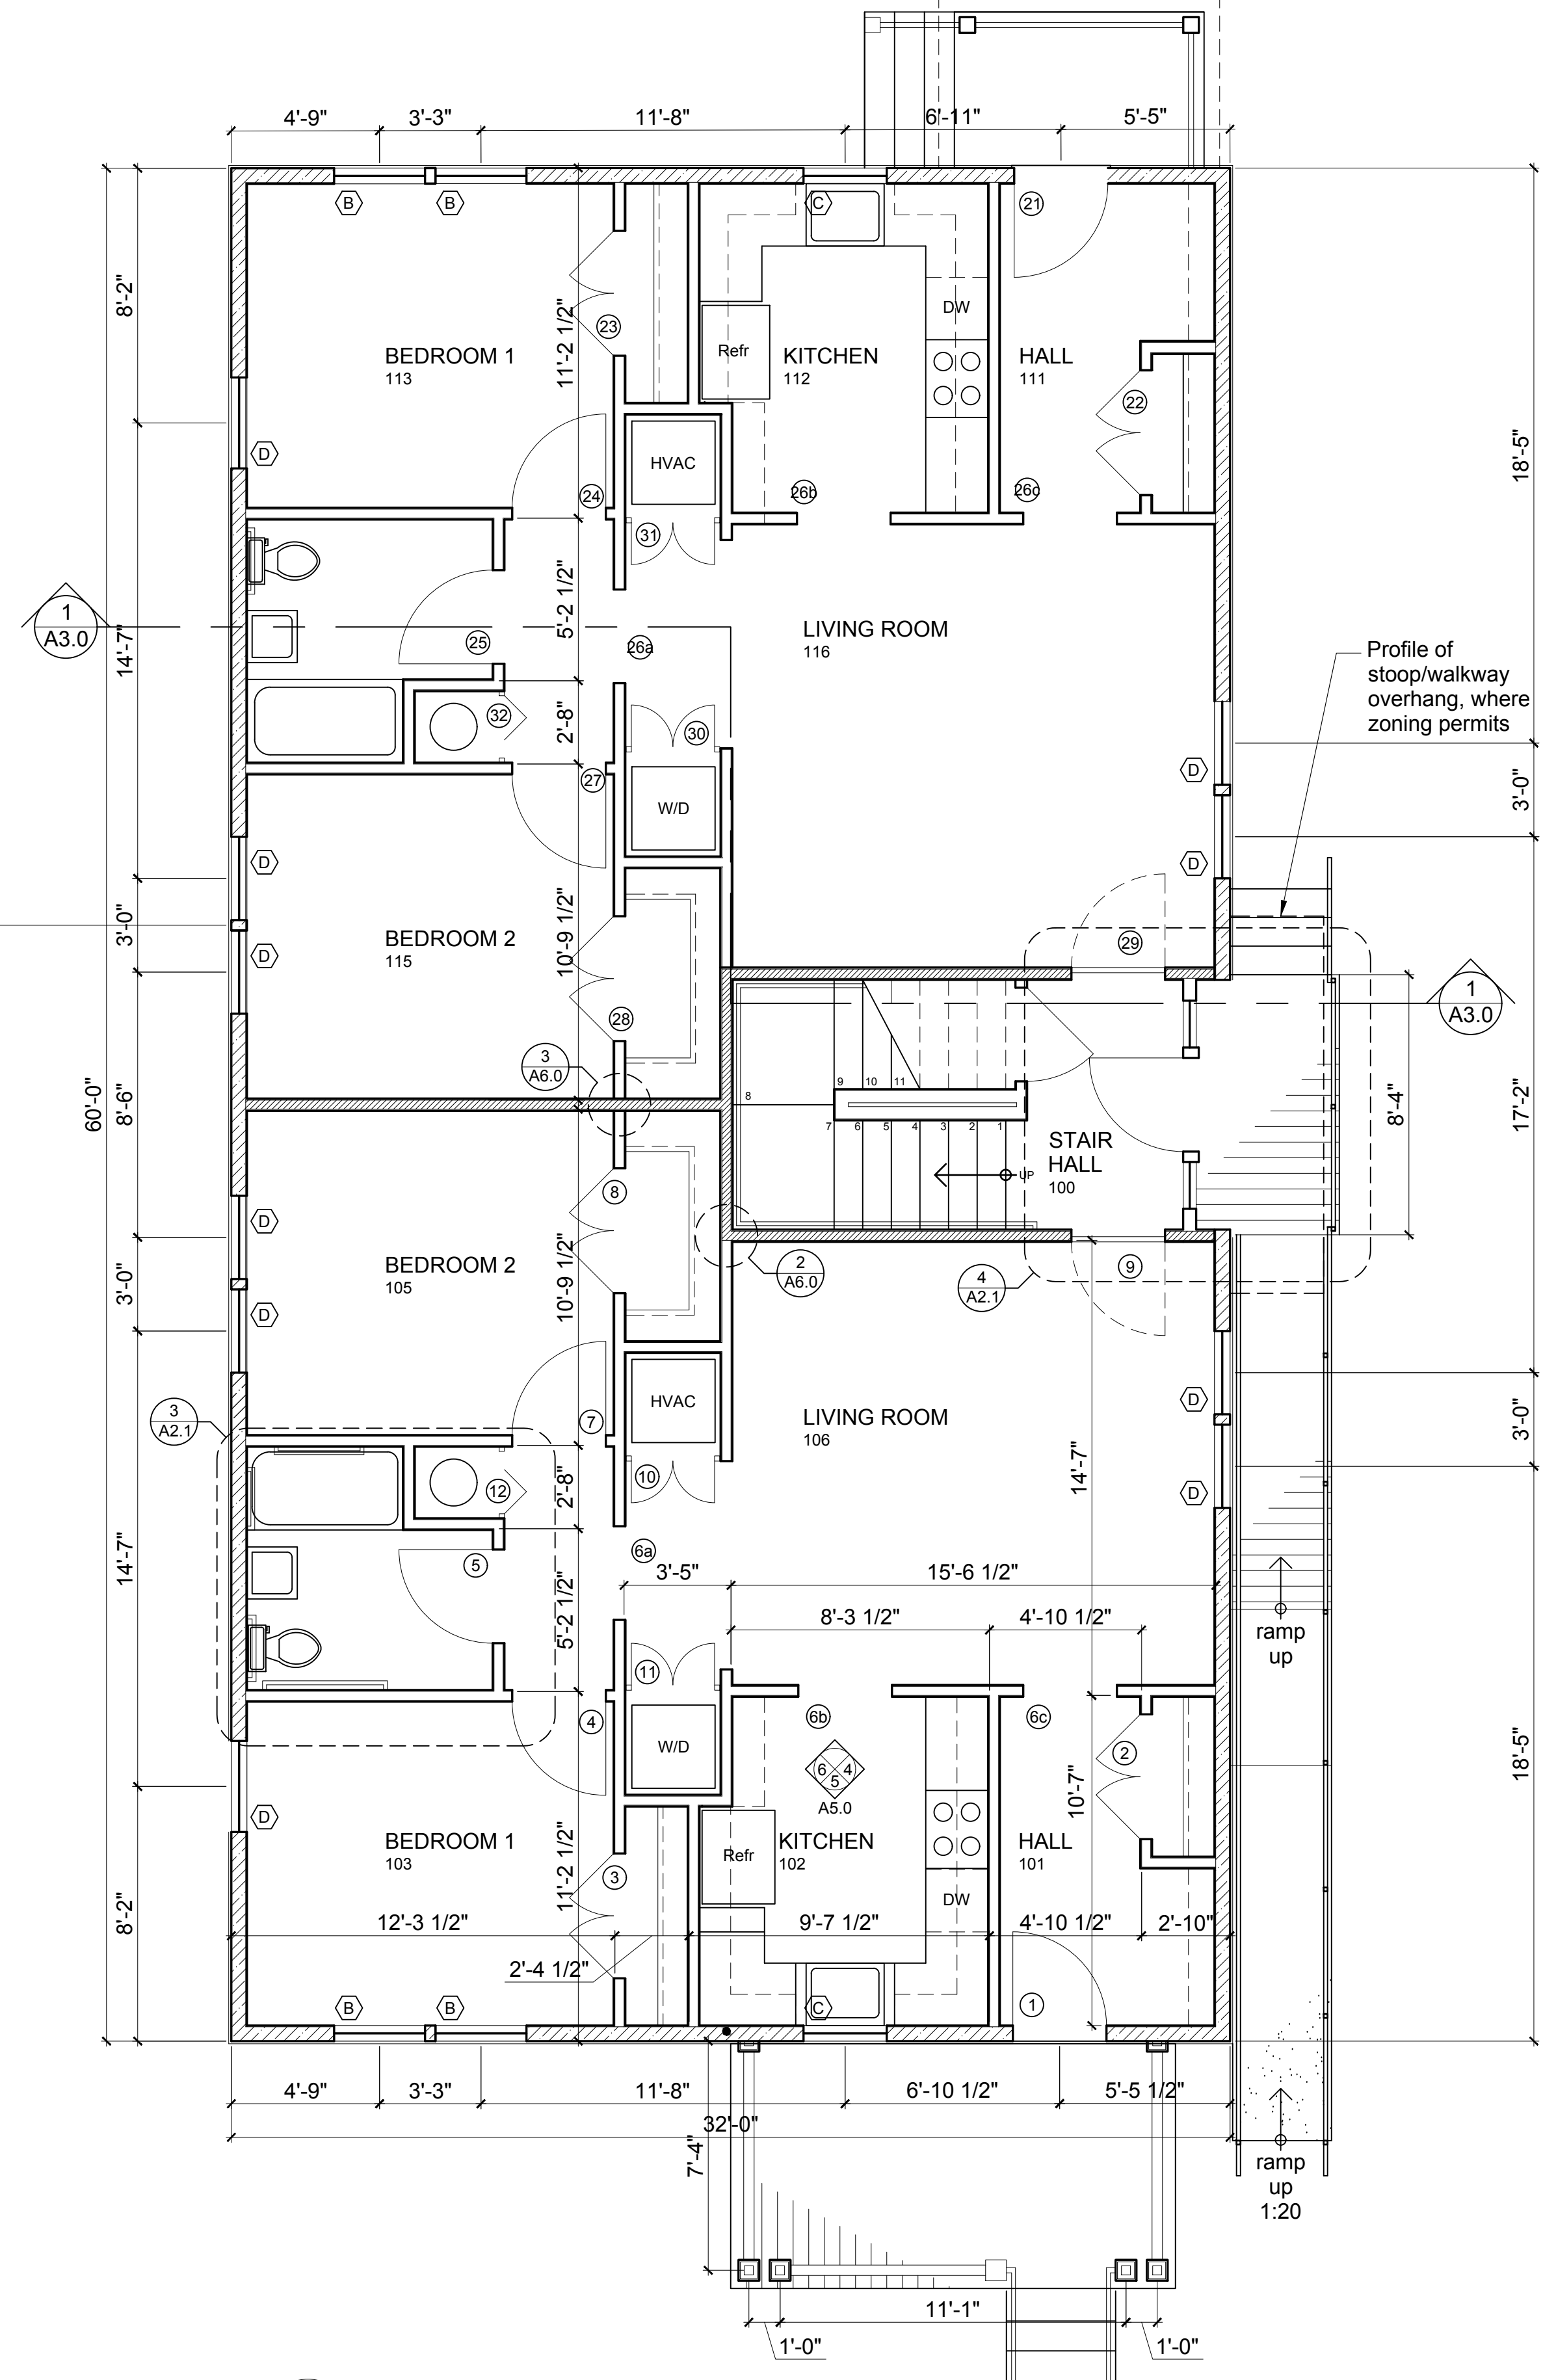 4'-9"
3'-3"
11'-8"
6'-11"
5'-5"
B
B
C
21
8'-2"
DW
23
11'-2 1/2"
Refr
BEDROOM 1
113
KITCHEN
112
HALL
111
22
18'-5"
D
HVAC
24
26b
26c
31
1
A3.0
14'-7"
5'-2 1/2"
25
26a
LIVING ROOM
116
Profile of
stoop/walkway
overhang, where
zoning permits
32
2'-8"
30
27
D
3'-0"
W/D
D
D
3'-0"
BEDROOM 2
115
10'-9 1/2"
D
29
1
A3.0
28
3
A6.0
9
10
11
8
60'-0"
8'-6"
8'-4"
17'-2"
7
6
5
4
3
2
1
STAIR
HALL
100
UP
8
D
BEDROOM 2
105
10'-9 1/2"
2
A6.0
4
A2.1
9
3'-0"
D
HVAC
D
3'-0"
3
A2.1
7
LIVING ROOM
106
10
14'-7"
D
12
2'-8"
14'-7"
5
6a
3'-5"
15'-6 1/2"
5'-2 1/2"
8'-3 1/2"
4'-10 1/2"
ramp
up
11
4
6b
6c
W/D
6
4
5
A5.0
2
10'-7"
18'-5"
D
BEDROOM 1
103
11'-2 1/2"
3
Refr
KITCHEN
102
HALL
101
DW
8'-2"
12'-3 1/2"
9'-7 1/2"
4'-10 1/2"
2'-10"
2'-4 1/2"
B
B
C
1
4'-9"
3'-3"
11'-8"
6'-10 1/2"
5'-5 1/2"
32'-0"
7'-4"
ramp
up
1:20
11'-1"
1'-0"
1'-0"